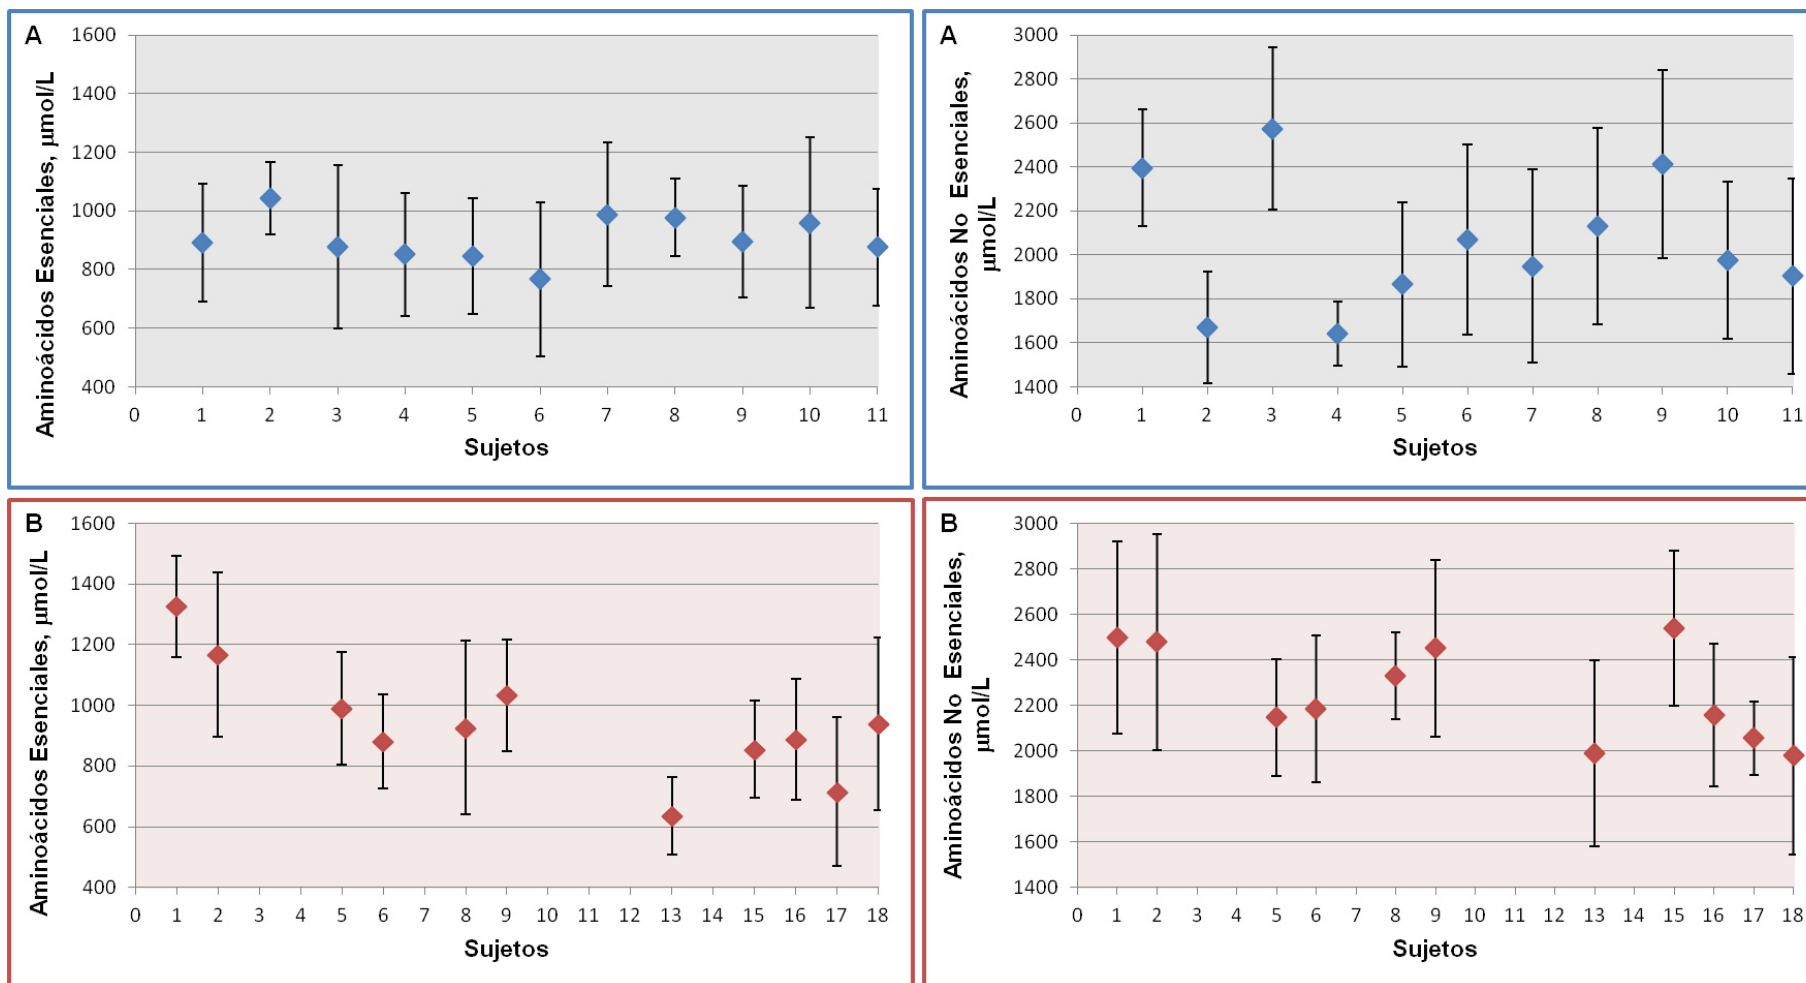 A
Aminoácidos Esenciales, µmol/L
1600
1400
1200
1000
800
600
400
0 1 2 3 4 5 6 7 8 9 10 11
Sujetos
A
Aminoácidos No Esenciales,
µmol/L
3000
2800
2600
2400
2200
2000
1800
1600
1400
0 1 2 3 4 5 6 7 8 9 10 11
Sujetos
B
Aminoácidos Esenciales, µmol/L
1600
1400
1200
1000
800
600
400
0 1 2 3 4 5 6 7 8 9 10 11 12 13 14 15 16 17 18
Sujetos
B
Aminoácidos No Esenciales,
µmol/L
3000
2800
2600
2400
2200
2000
1800
1600
1400
0 1 2 3 4 5 6 7 8 9 10 11 12 13 14 15 16 17 18
Sujetos